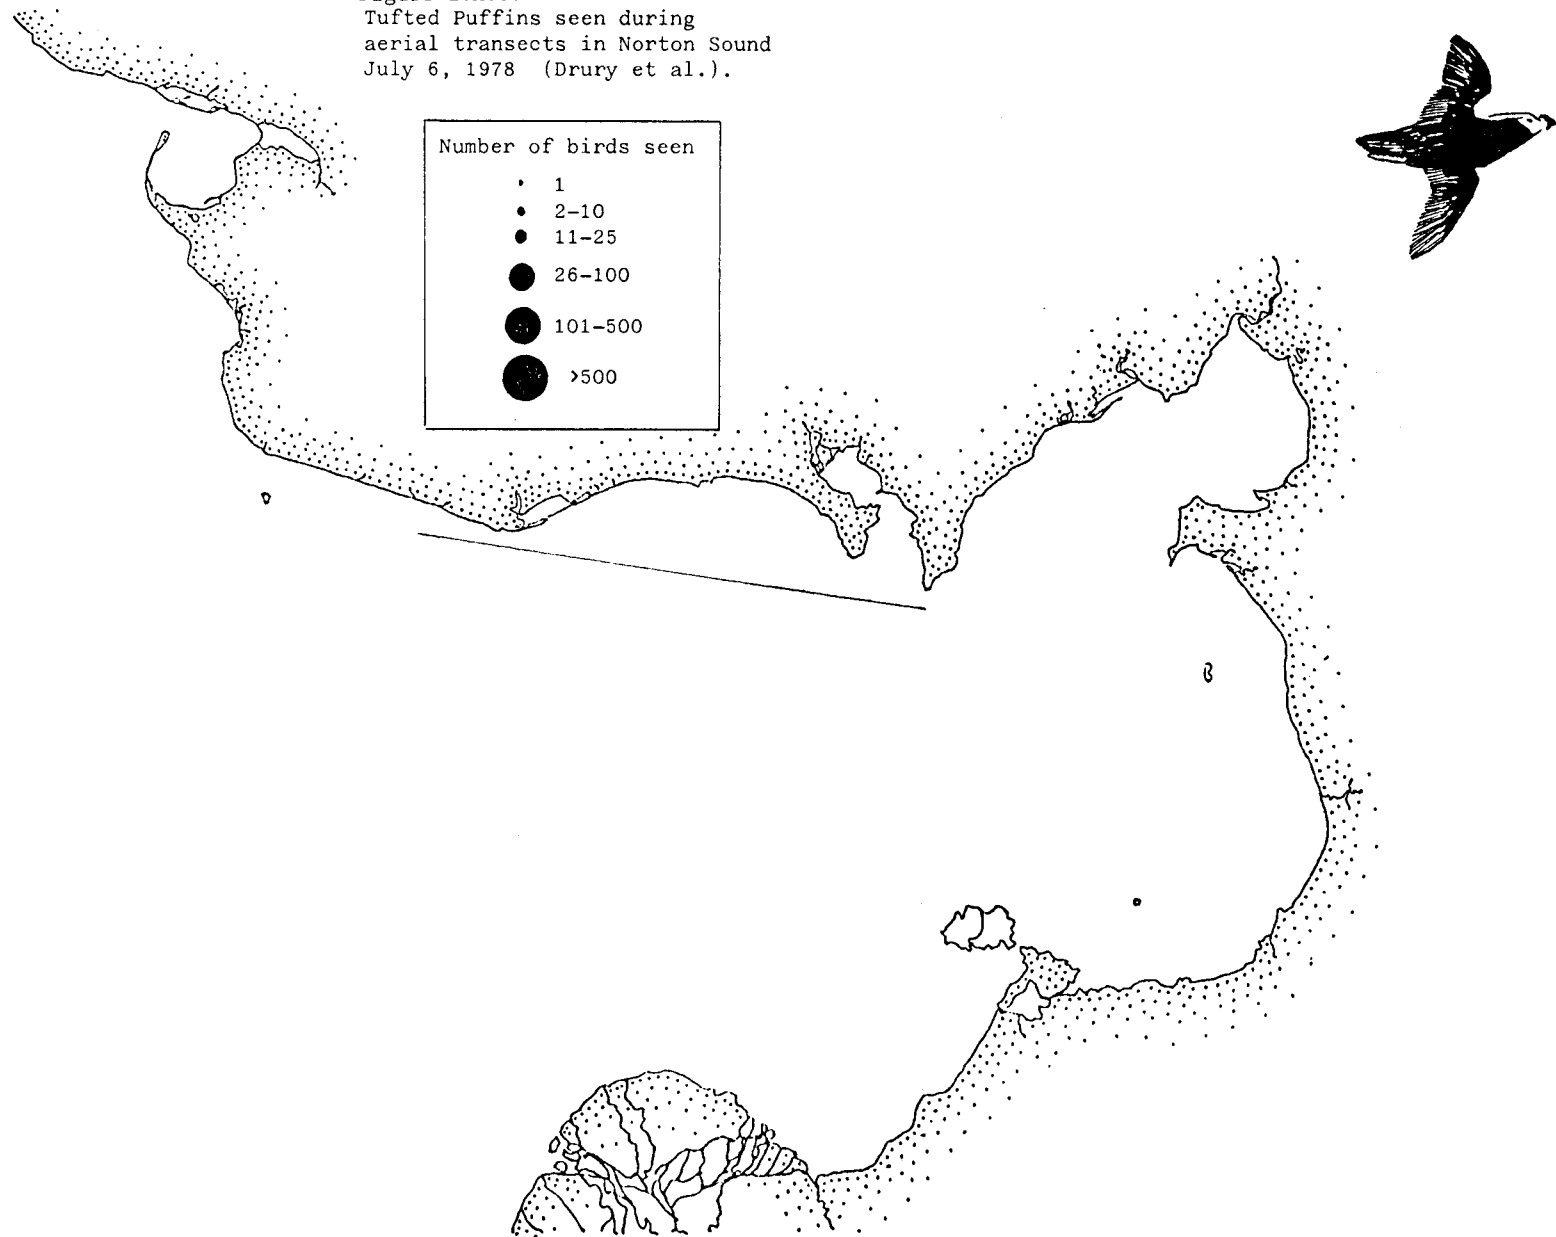 Tufted Puffins seen during
aerial transects in Norton Sound
July 6, 1978 (Drury et al.).
Number of birds seen
1
2-10
11-25
26-100
101-500
>500